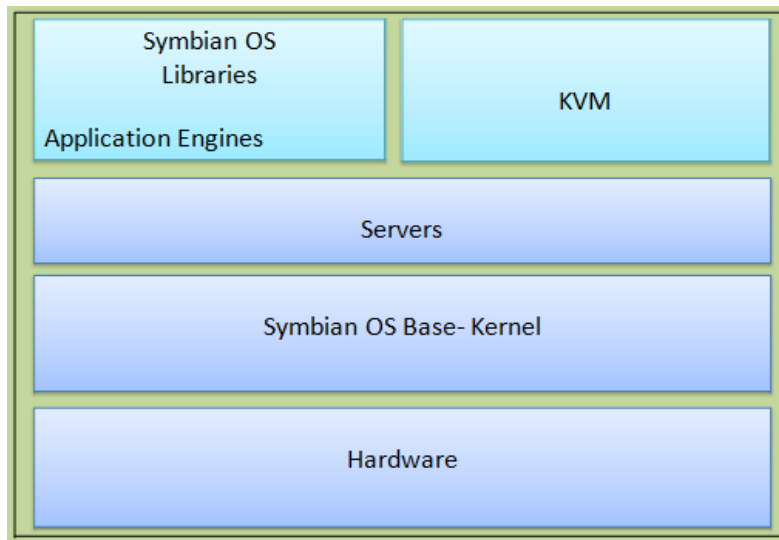 Symbian OS
Libraries
Application Engines
KVM
Servers
Symbian OS Base- Kernel
Hardware